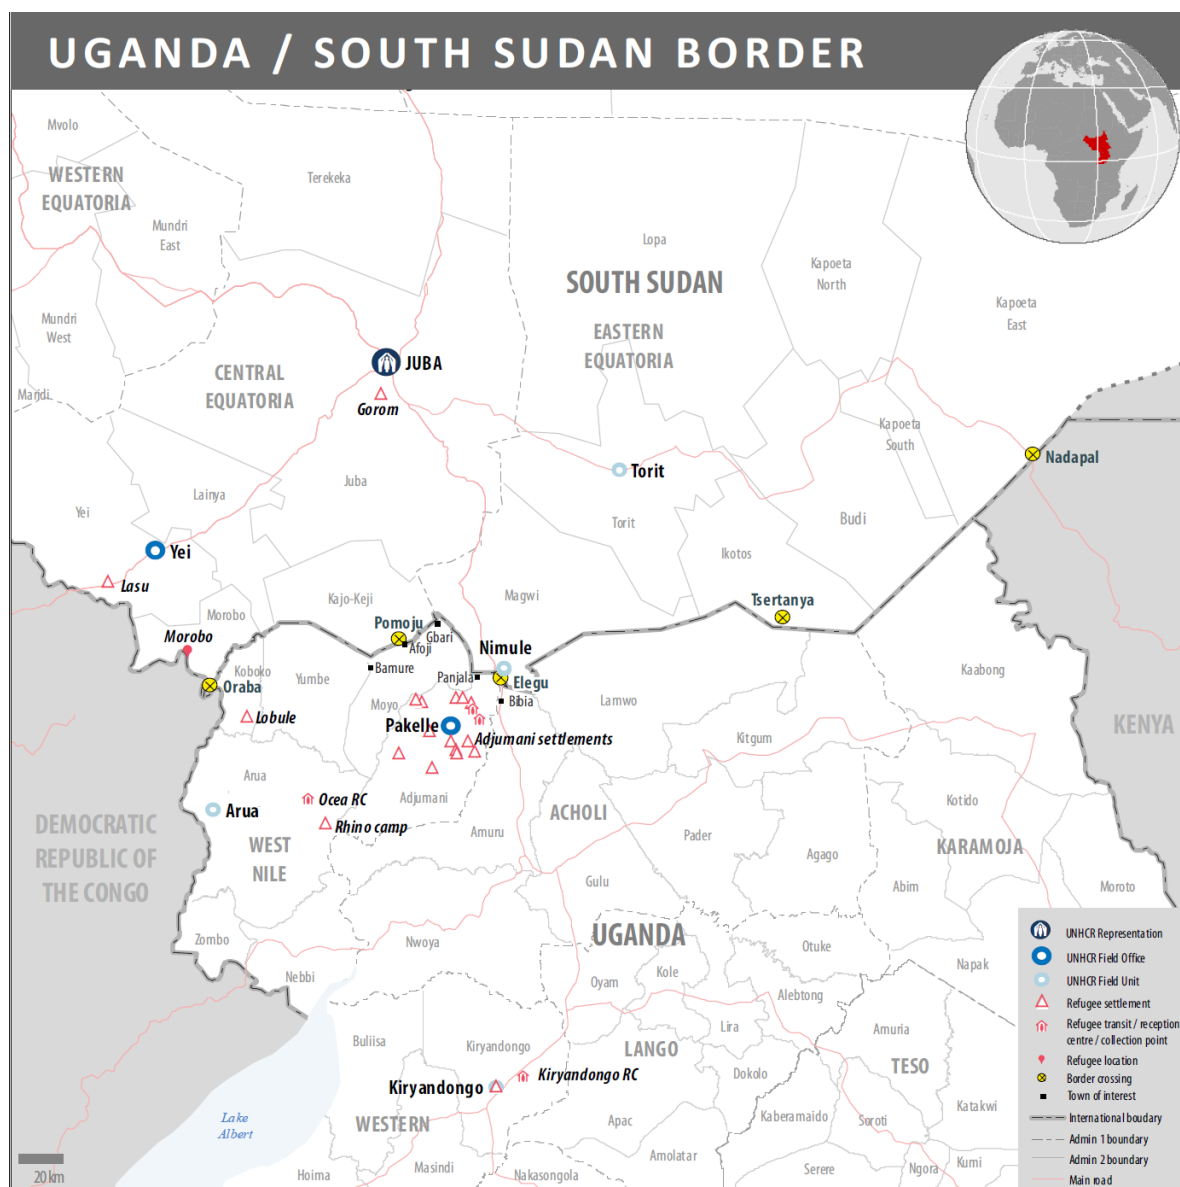 UGANDA / SOUTH SUDAN BORDER
Mvolo
WESTERN
EQUATORIA
Terekeka
Mundri
East
Lopa
Kapoeta
North
SOUTH SUDAN
Kapoeta
East
Mundri
West
EASTERN
EQUATORIA
JUBA
CENTRAL
EQUATORIA
Maridi
Gorom
Kapoeta
South
Nadapal
Torit
Juba
Lainya
Yei
Torit
Budi
Yei
Ikotos
Lasu
Kajo-Keji
Magwi
Tsertanya
Morobo
Pomoju
Gbari
Morobo
Afoji
Nimule
Koboko
Yumbe
Bamure
Panjala
Kaabong
Oraba
Elegu
Moyo
Bibia
Lamwo
Lobule
Pakelle
KENYA
Adjumani settlements
Kitgum
Arua
Ocea RC
Adjumani
Kotido
Arua
ACHOLI
DEMOCRATIC
REPUBLIC OF
THE CONGO
Rhino camp
Amuru
Pader
WEST
NILE
KARAMOJA
Agago
Gulu
Abim
Moroto
Zombo
Nwoya
UGANDA
Otuke
Nebbi
Kole
Napak
Oyam
Alebtong
Buliisa
Kiryandongo
Lira
Amuria
LANGO
TESO
Kiryandongo
Kiryandongo RC
Dokolo
Lake
Albert
WESTERN
Apac
Kaberamaido
Soroti
Katakwi
Amolatar
Masindi
Hoima
Nakasongola
Serere
Ngora
Kumi
20 km
UNHCR Representation
UNHCR Field Office
UNHCR Field Unit
Refugee settlement
Refugee transit / reception
centre / collection point
Refugee location
Border crossing
Town of interest
International boudary
Admin 1 boundary
Admin 2 boundary
Main road